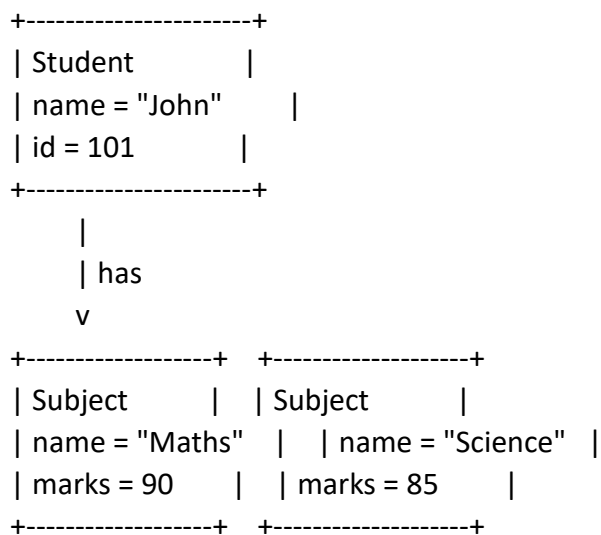 +-----------------------+
| Student           |
| name = "John"       |
| id = 101           |
+-----------------------+
      |
      | has
      v
+-------------------+   +--------------------+
| Subject        |   | Subject         |
| name = "Maths"   |   | name = "Science"   |
| marks = 90      |   | marks = 85       |
+-------------------+   +--------------------+